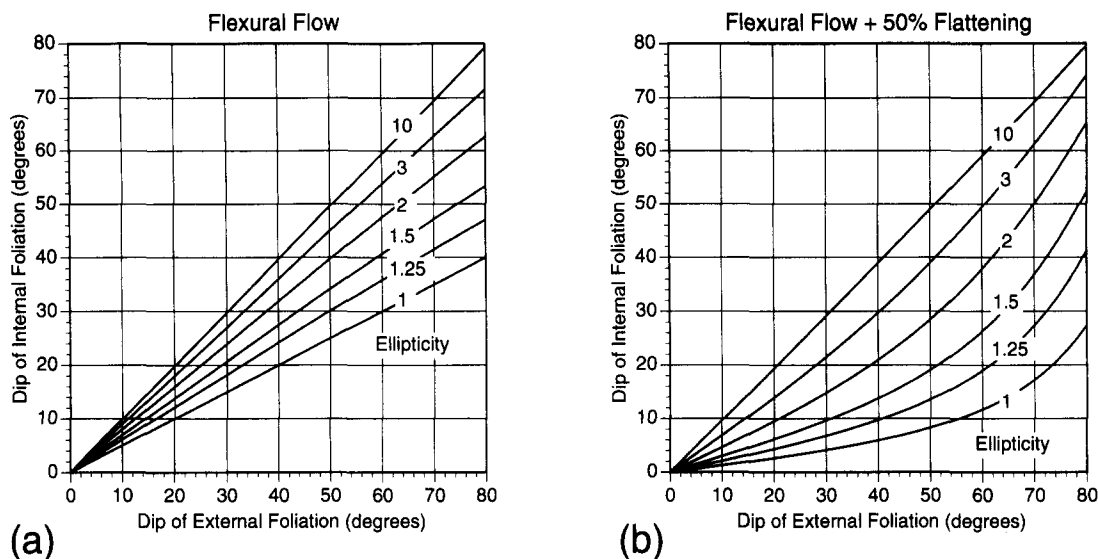 Flexural Flow
80
70
60
50
40
30
20
10
0
Dip of Internal Foliation (degrees)
10
3
2
1.5
1.25
1
Ellipticity
0 10 20 30 40 50 60 70 80
Dip of External Foliation (degrees)
(a)
Flexural Flow + 50% Flattening
80
70
60
50
40
30
20
10
0
Dip of Internal Foliation (degrees)
10
3
2
1.5
1.25
1
Ellipticity
0 10 20 30 40 50 60 70 80
Dip of External Foliation (degrees)
(b)